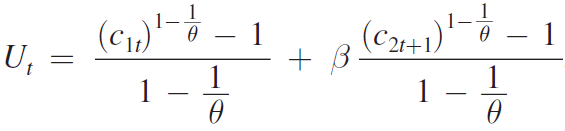 U_t = \frac{(c_{1t})^{1-\frac{1}{\theta}} - 1}{1 - \frac{1}{\theta}} + \beta \frac{(c_{2t+1})^{1-\frac{1}{\theta}} - 1}{1 - \frac{1}{\theta}}